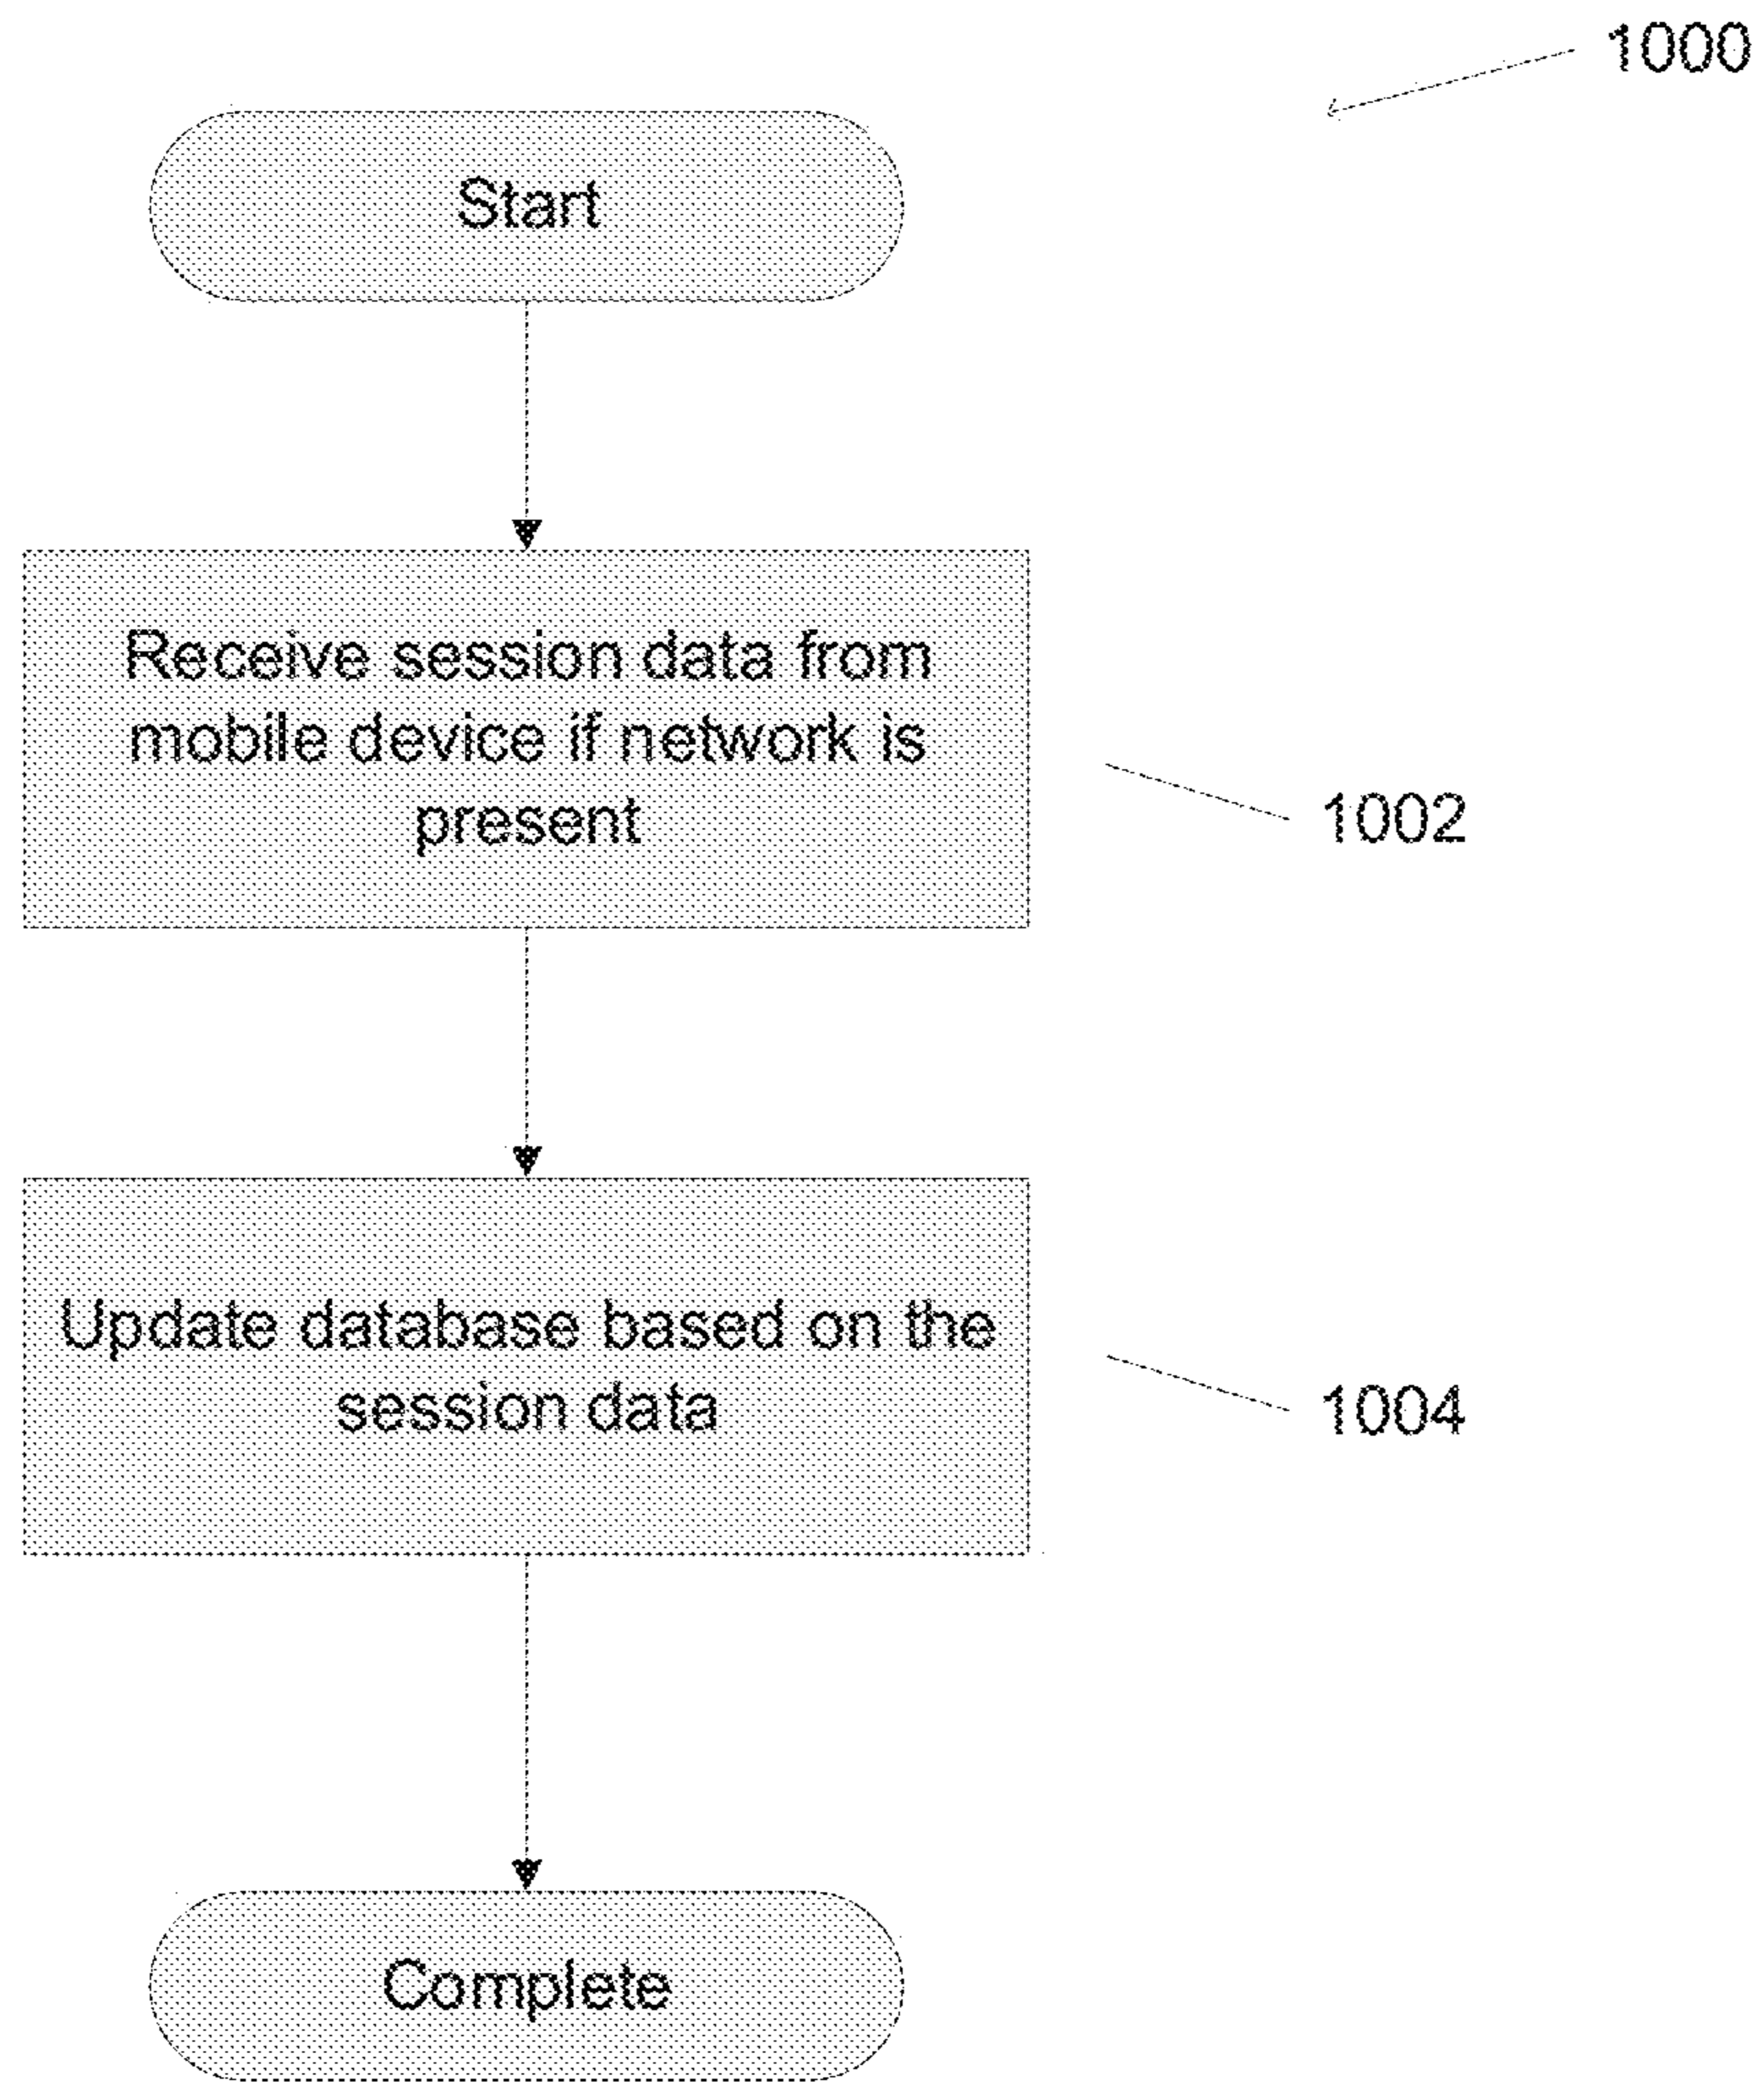 1000
Start
Receive session data from
mobile device if network is
present
1002
Update database based on the
session data
1004
Complete